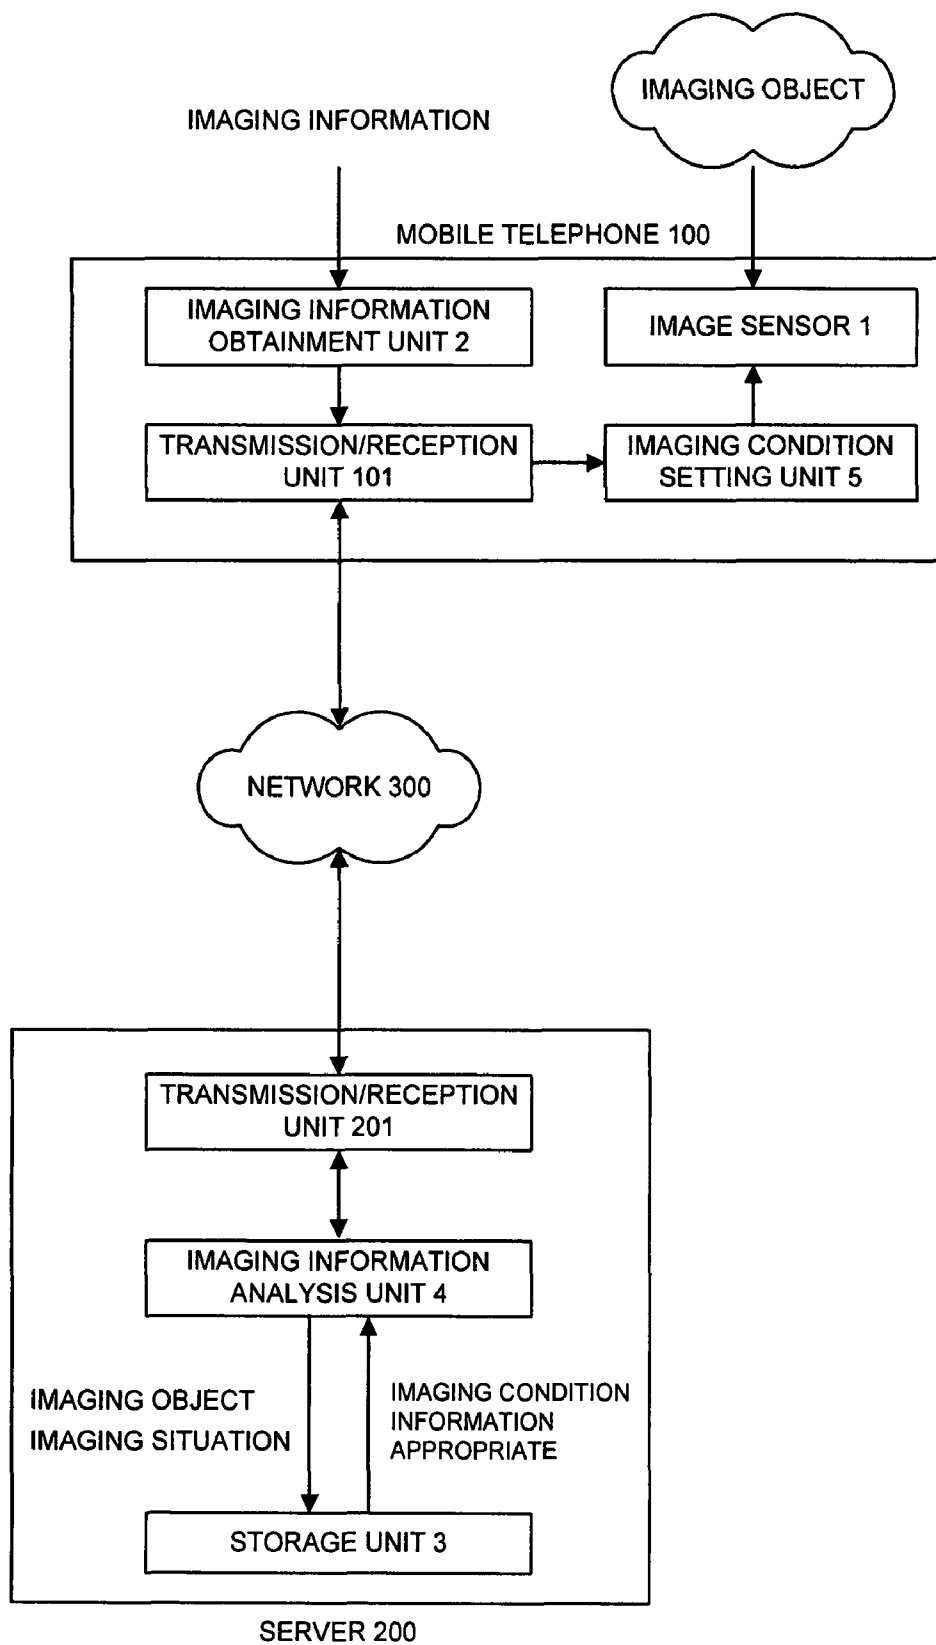 IMAGING OBJECT
IMAGING INFORMATION
MOBILE TELEPHONE 100
IMAGING INFORMATION
OBTAINMENT UNIT 2
IMAGE SENSOR 1
TRANSMISSION/RECEPTION
UNIT 101
IMAGING CONDITION
SETTING UNIT 5
NETWORK 300
TRANSMISSION/RECEPTION
UNIT 201
IMAGING INFORMATION
ANALYSIS UNIT 4
IMAGING OBJECT
IMAGING SITUATION
IMAGING CONDITION
INFORMATION
APPROPRIATE
STORAGE UNIT 3
SERVER 200